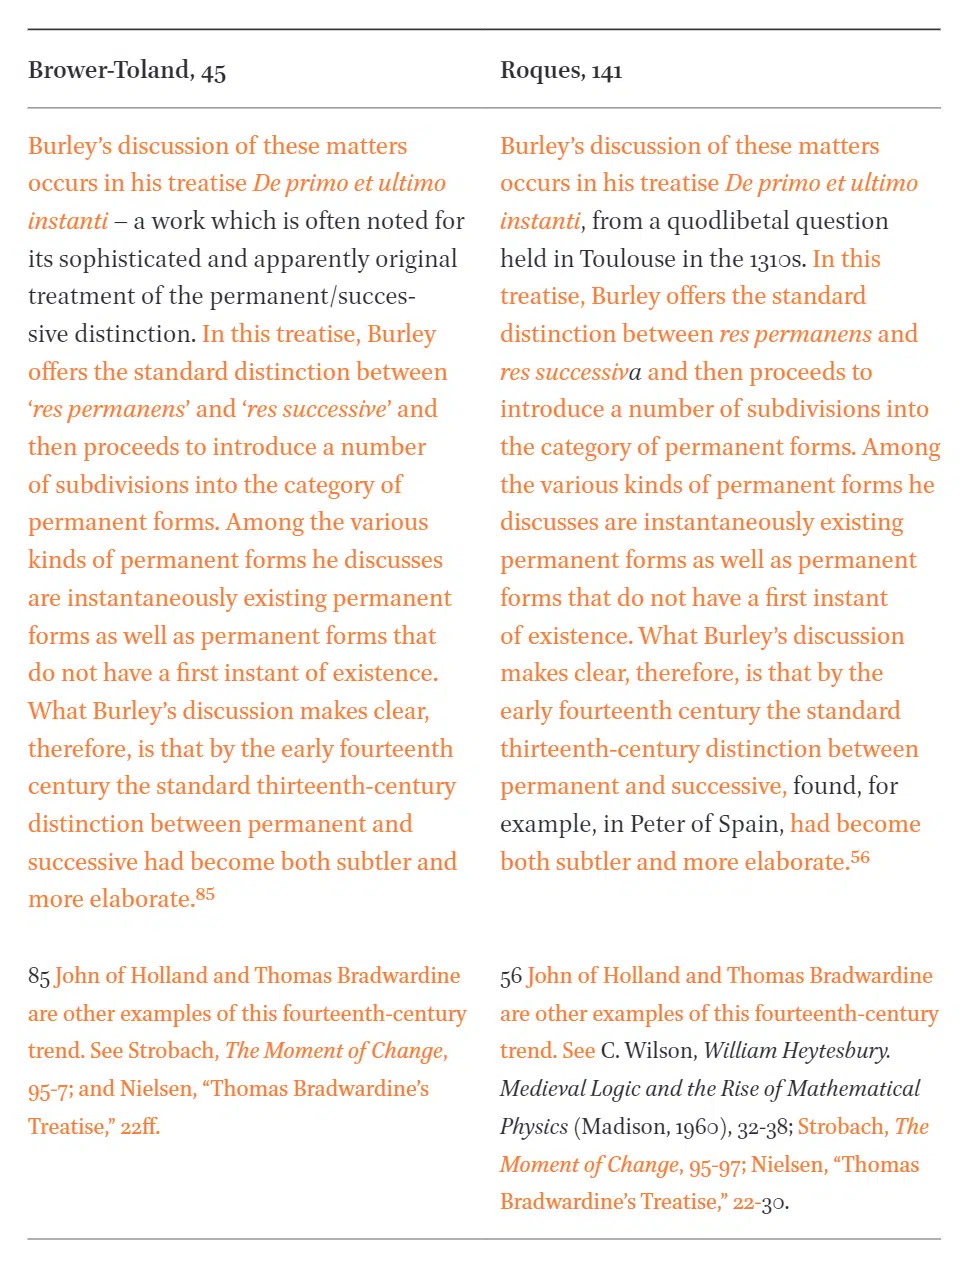 Brower-Toland, 45
Burley’s discussion of these matters
occurs in his treatise De primo et ultimo
instanti – a work which is often noted for
its sophisticated and apparently original
treatment of the permanent/succes-
sive distinction. In this treatise, Burley
offers the standard distinction between
‘res permanens’ and ‘res successive’ and
then proceeds to introduce a number
of subdivisions into the category of
permanent forms. Among the various
kinds of permanent forms he discusses
are instantaneously existing permanent
forms as well as permanent forms that
do not have a first instant of existence.
What Burley’s discussion makes clear,
therefore, is that by the early fourteenth
century the standard thirteenth-century
distinction between permanent and
successive had become both subtler and
more elaborate.85
85 John of Holland and Thomas Bradwardine
are other examples of this fourteenth-century
trend. See Strobach, The Moment of Change,
95-7; and Nielsen, “Thomas Bradwardine’s
Treatise,” 22ff.
Roques, 141
Burley’s discussion of these matters
occurs in his treatise De primo et ultimo
instanti, from a quodlibetal question
held in Toulouse in the 1310s. In this
treatise, Burley offers the standard
distinction between res permanens and
res successiva and then proceeds to
introduce a number of subdivisions into
the category of permanent forms. Among
the various kinds of permanent forms he
discusses are instantaneously existing
permanent forms as well as permanent
forms that do not have a first instant
of existence. What Burley’s discussion
makes clear, therefore, is that by the
early fourteenth century the standard
thirteenth-century distinction between
permanent and successive, found, for
example, in Peter of Spain, had become
both subtler and more elaborate.56
56 John of Holland and Thomas Bradwardine
are other examples of this fourteenth-century
trend. See C. Wilson, William Heytesbury.
Medieval Logic and the Rise of Mathematical
Physics (Madison, 1960), 32-38; Strobach, The
Moment of Change, 95-97; Nielsen, “Thomas
Bradwardine’s Treatise,” 22-30.